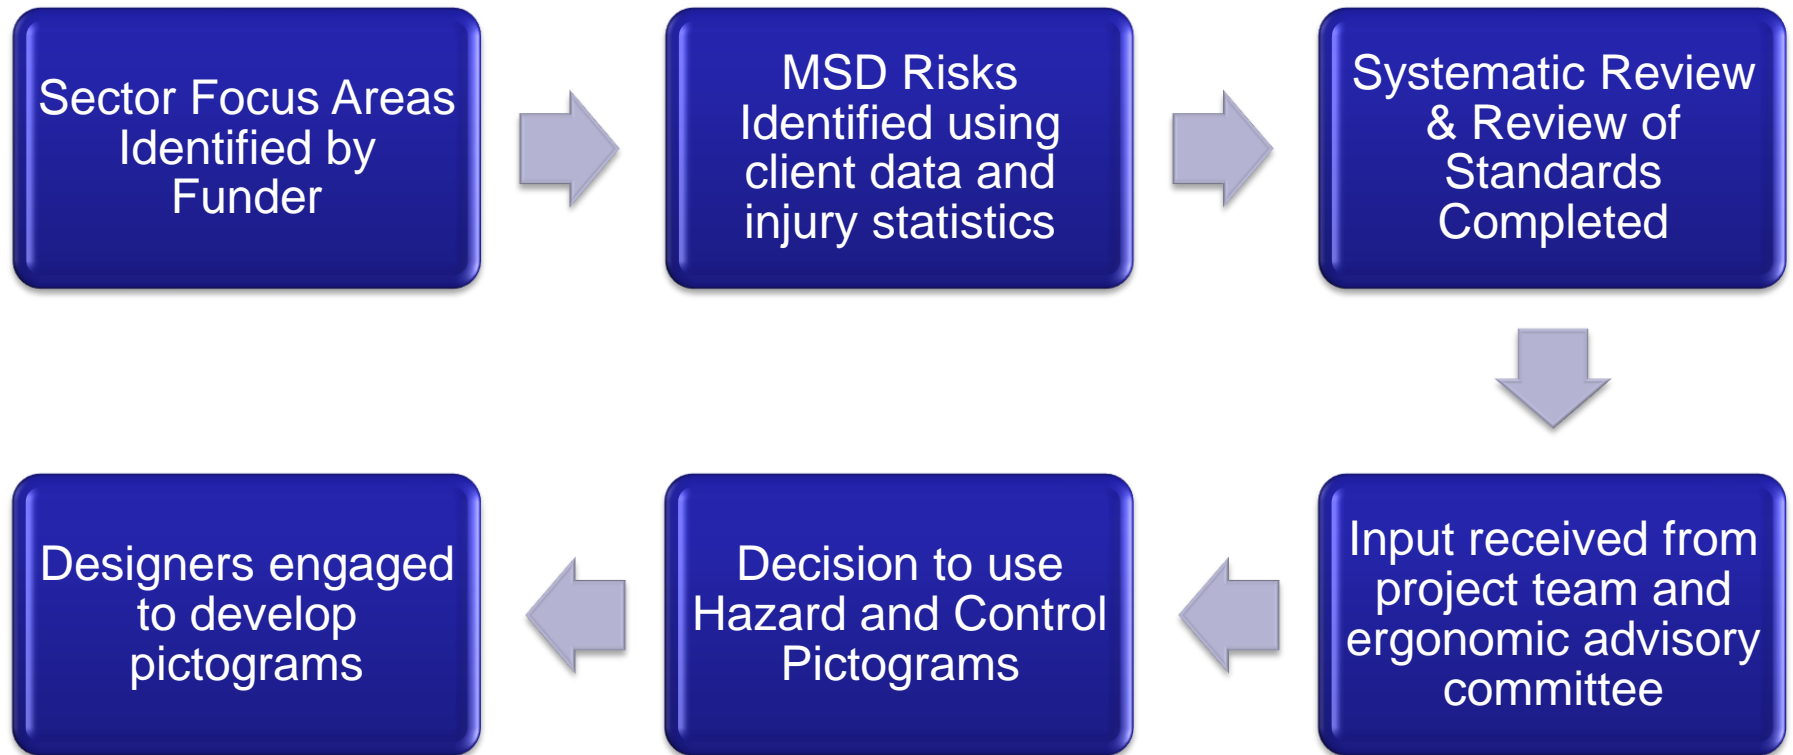 Sector Focus Areas
Identified by
Funder
MSD Risks
Identified using
client data and
injury statistics
Systematic Review
& Review of
Standards
Completed
Input received from
project team and
ergonomic advisory
committee
Decision to use
Hazard and Control
Pictograms
Designers engaged
to develop
pictograms